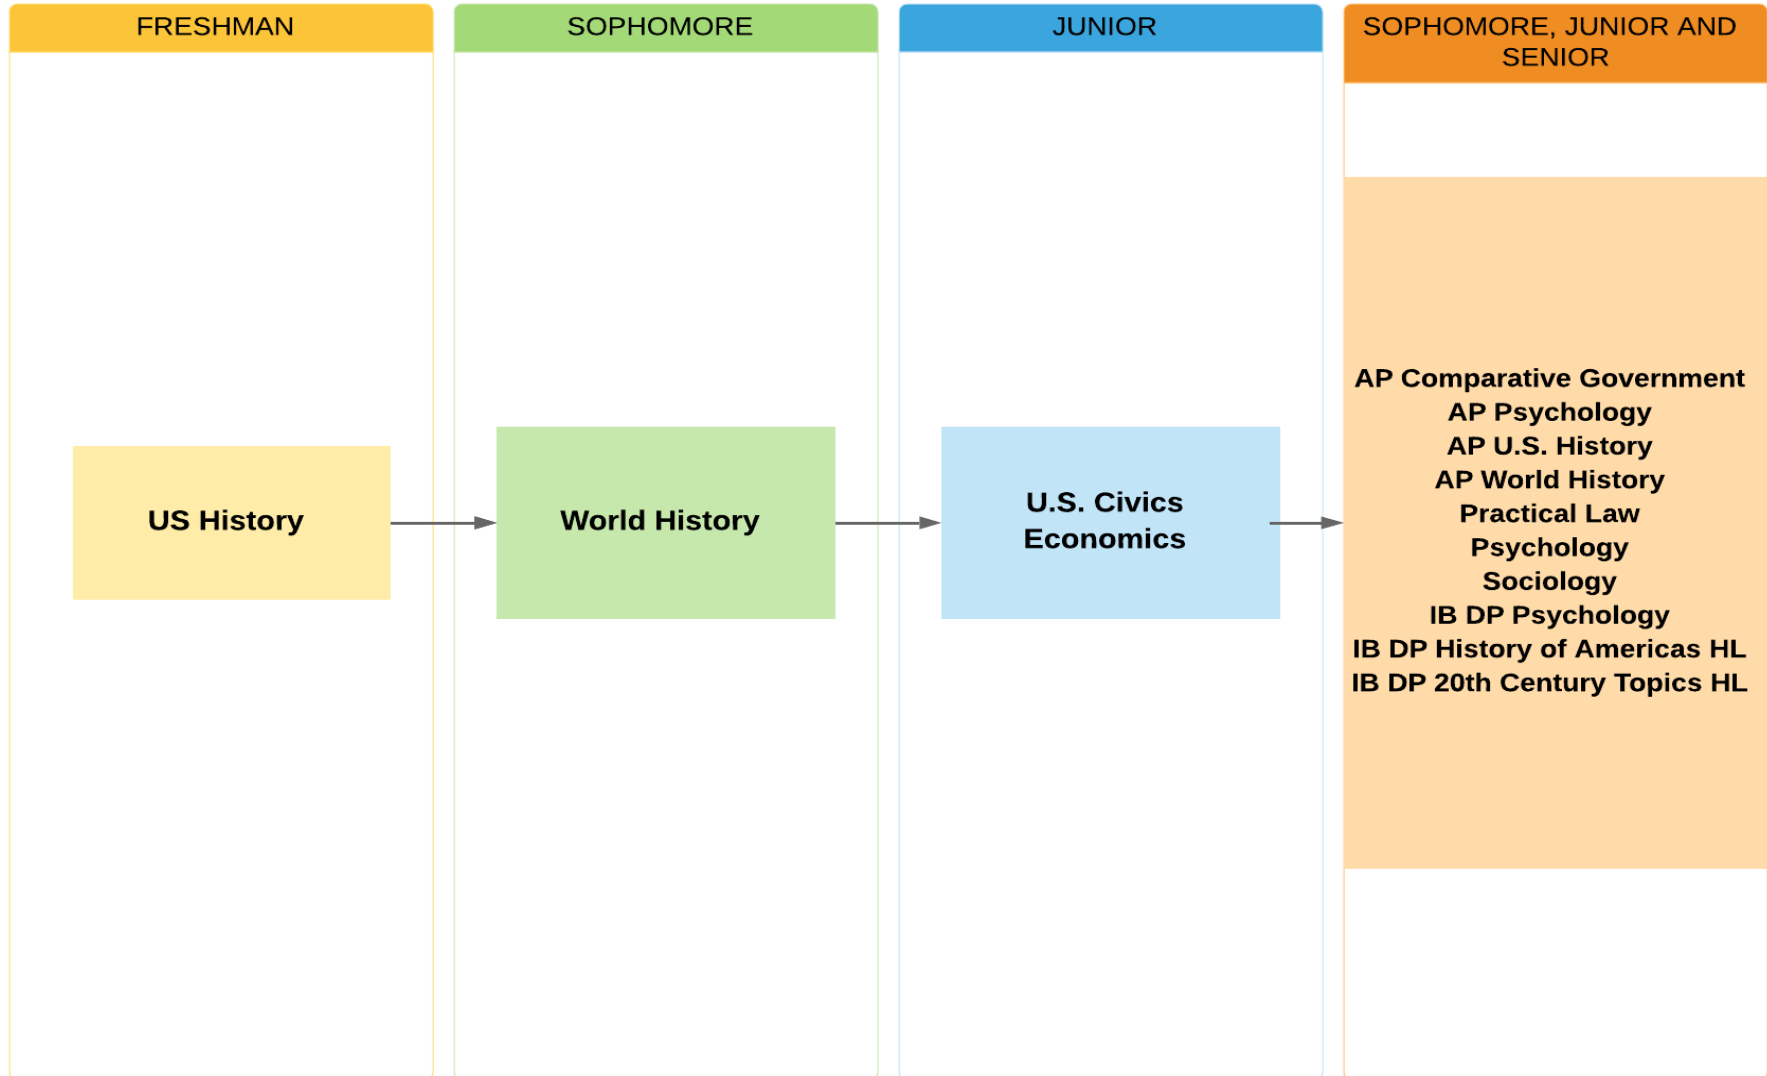 FRESHMAN
US History
SOPHOMORE
World History
JUNIOR
U.S. Civics
Economics
SOPHOMORE, JUNIOR AND
SENIOR
AP Comparative Government
AP Psychology
AP U.S. History
AP World History
Practical Law
Psychology
Sociology
IB DP Psychology
IB DP History of Americas HL
IB DP 20th Century Topics HL